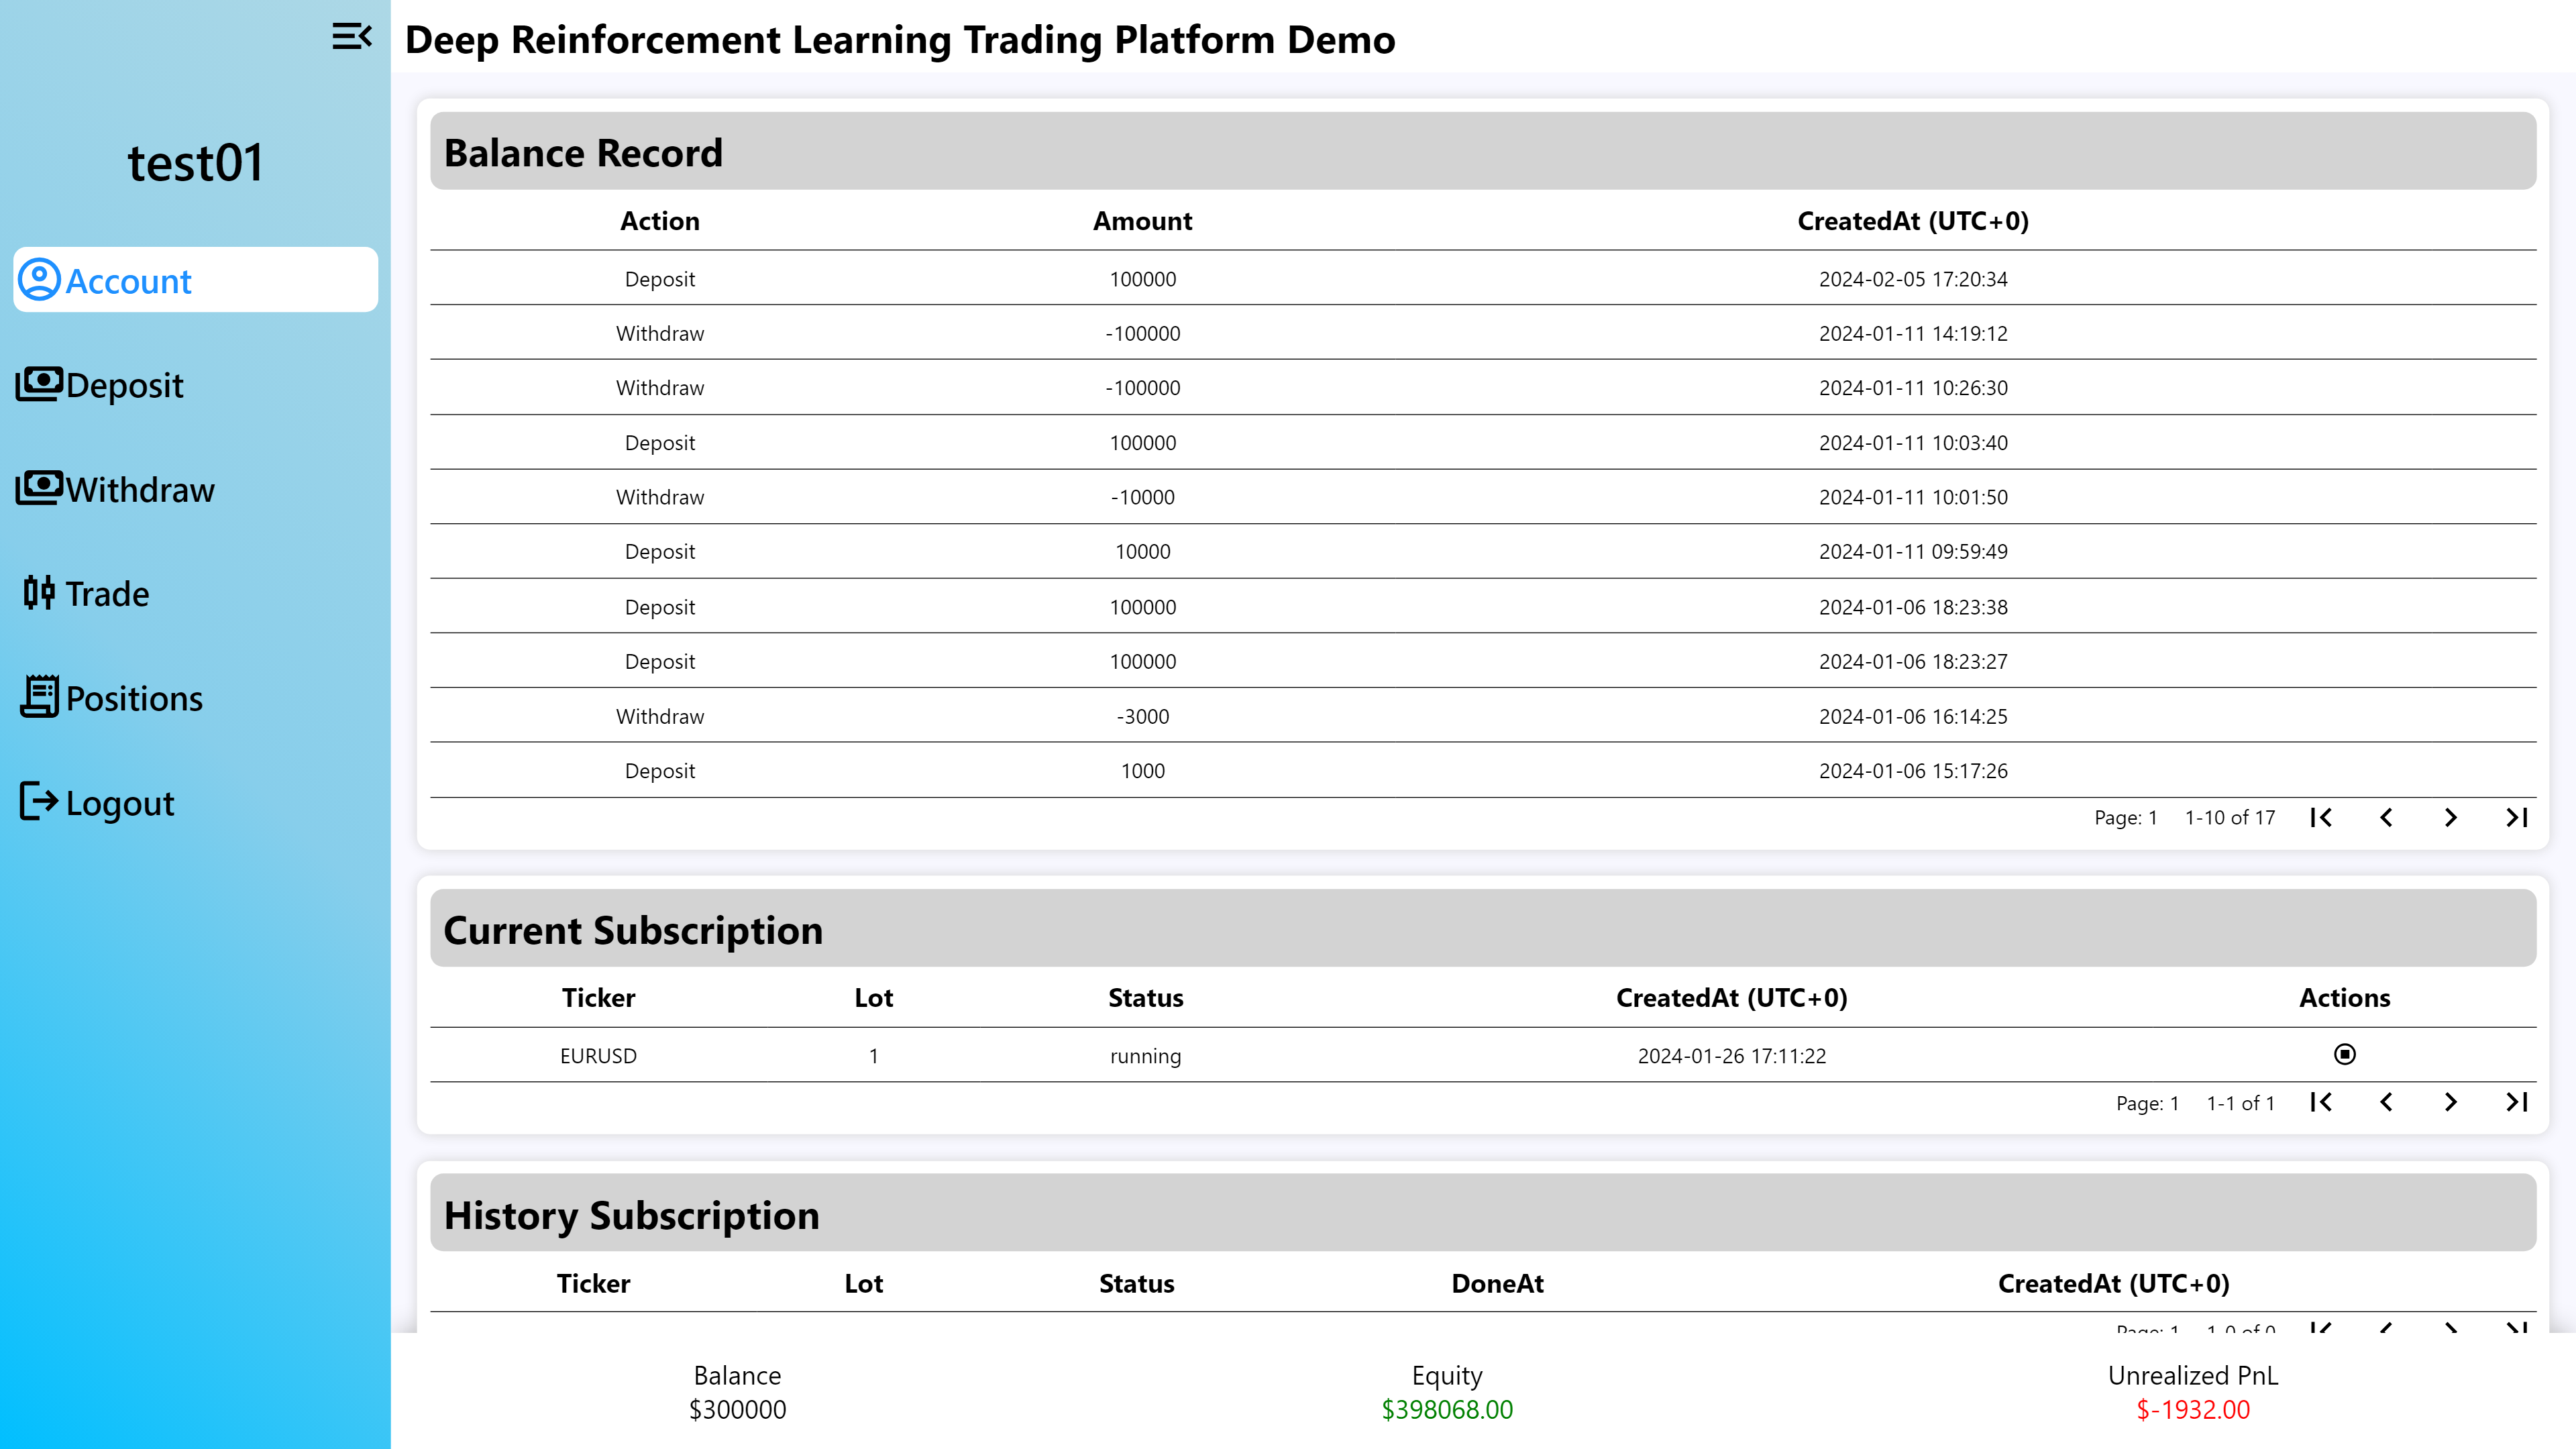 Deep Reinforcement Learning Trading Platform Demo
test01
Account
Deposit
Withdraw
Trade
Positions
Logout
Balance Record
Action Amount CreatedAt (UTC+0)
Deposit 100000 2024-02-05 17:20:34
Withdraw -100000 2024-01-11 14:19:12
Withdraw -100000 2024-01-11 10:26:30
Deposit 100000 2024-01-11 10:03:40
Withdraw -10000 2024-01-11 10:01:50
Deposit 10000 2024-01-11 09:59:49
Deposit 100000 2024-01-06 18:23:38
Deposit 100000 2024-01-06 18:23:27
Withdraw -3000 2024-01-06 16:14:25
Deposit 1000 2024-01-06 15:17:26
Page: 1 1-10 of 17
Current Subscription
Ticker Lot Status CreatedAt (UTC+0) Actions
EURUSD 1 running 2024-01-26 17:11:22
Page: 1 1-1 of 1
History Subscription
Ticker Lot Status DoneAt CreatedAt (UTC+0)
Page: 1 1-0 of 0
Balance Equity Unrealized PnL
$300000 $398068.00 $-1932.00